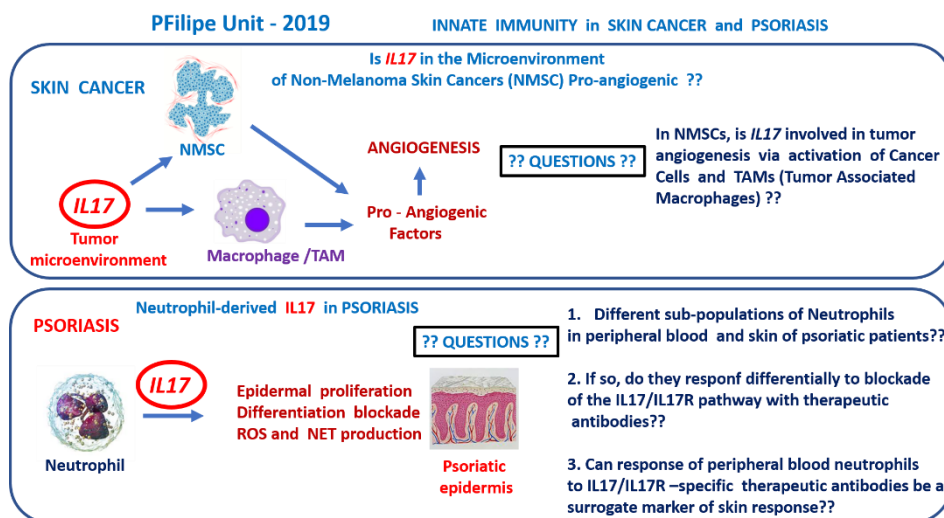 PFilipe Unit - 2019
INNATE IMMUNITY in SKIN CANCER and PSORIASIS
Is IL17 in the Microenvironment
of Non-Melanoma Skin Cancers (NMSC) Pro-angiogenic ??
SKIN CANCER
NMSC
IL17
Tumor
microenvironment
Macrophage /TAM
ANGIOGENESIS
Pro - Angiogenic
Factors
?? QUESTIONS ??
In NMSCs, is IL17 involved in tumor
angiogenesis via activation of Cancer
Cells and TAMs (Tumor Associated
Macrophages) ??
Neutrophil-derived IL17 in PSORIASIS
PSORIASIS
IL17
Neutrophil
Epidermal proliferation
Differentiation blockade
ROS and NET production
?? QUESTIONS ??
Psoriatic
epidermis
1. Different sub-populations of Neutrophils
in peripheral blood and skin of psoriatic patients??
2. If so, do they responf differentially to blockade
of the IL17/IL17R pathway with therapeutic
antibodies??
3. Can response of peripheral blood neutrophils
to IL17/IL17R –specific therapeutic antibodies be a
surrogate marker of skin response??